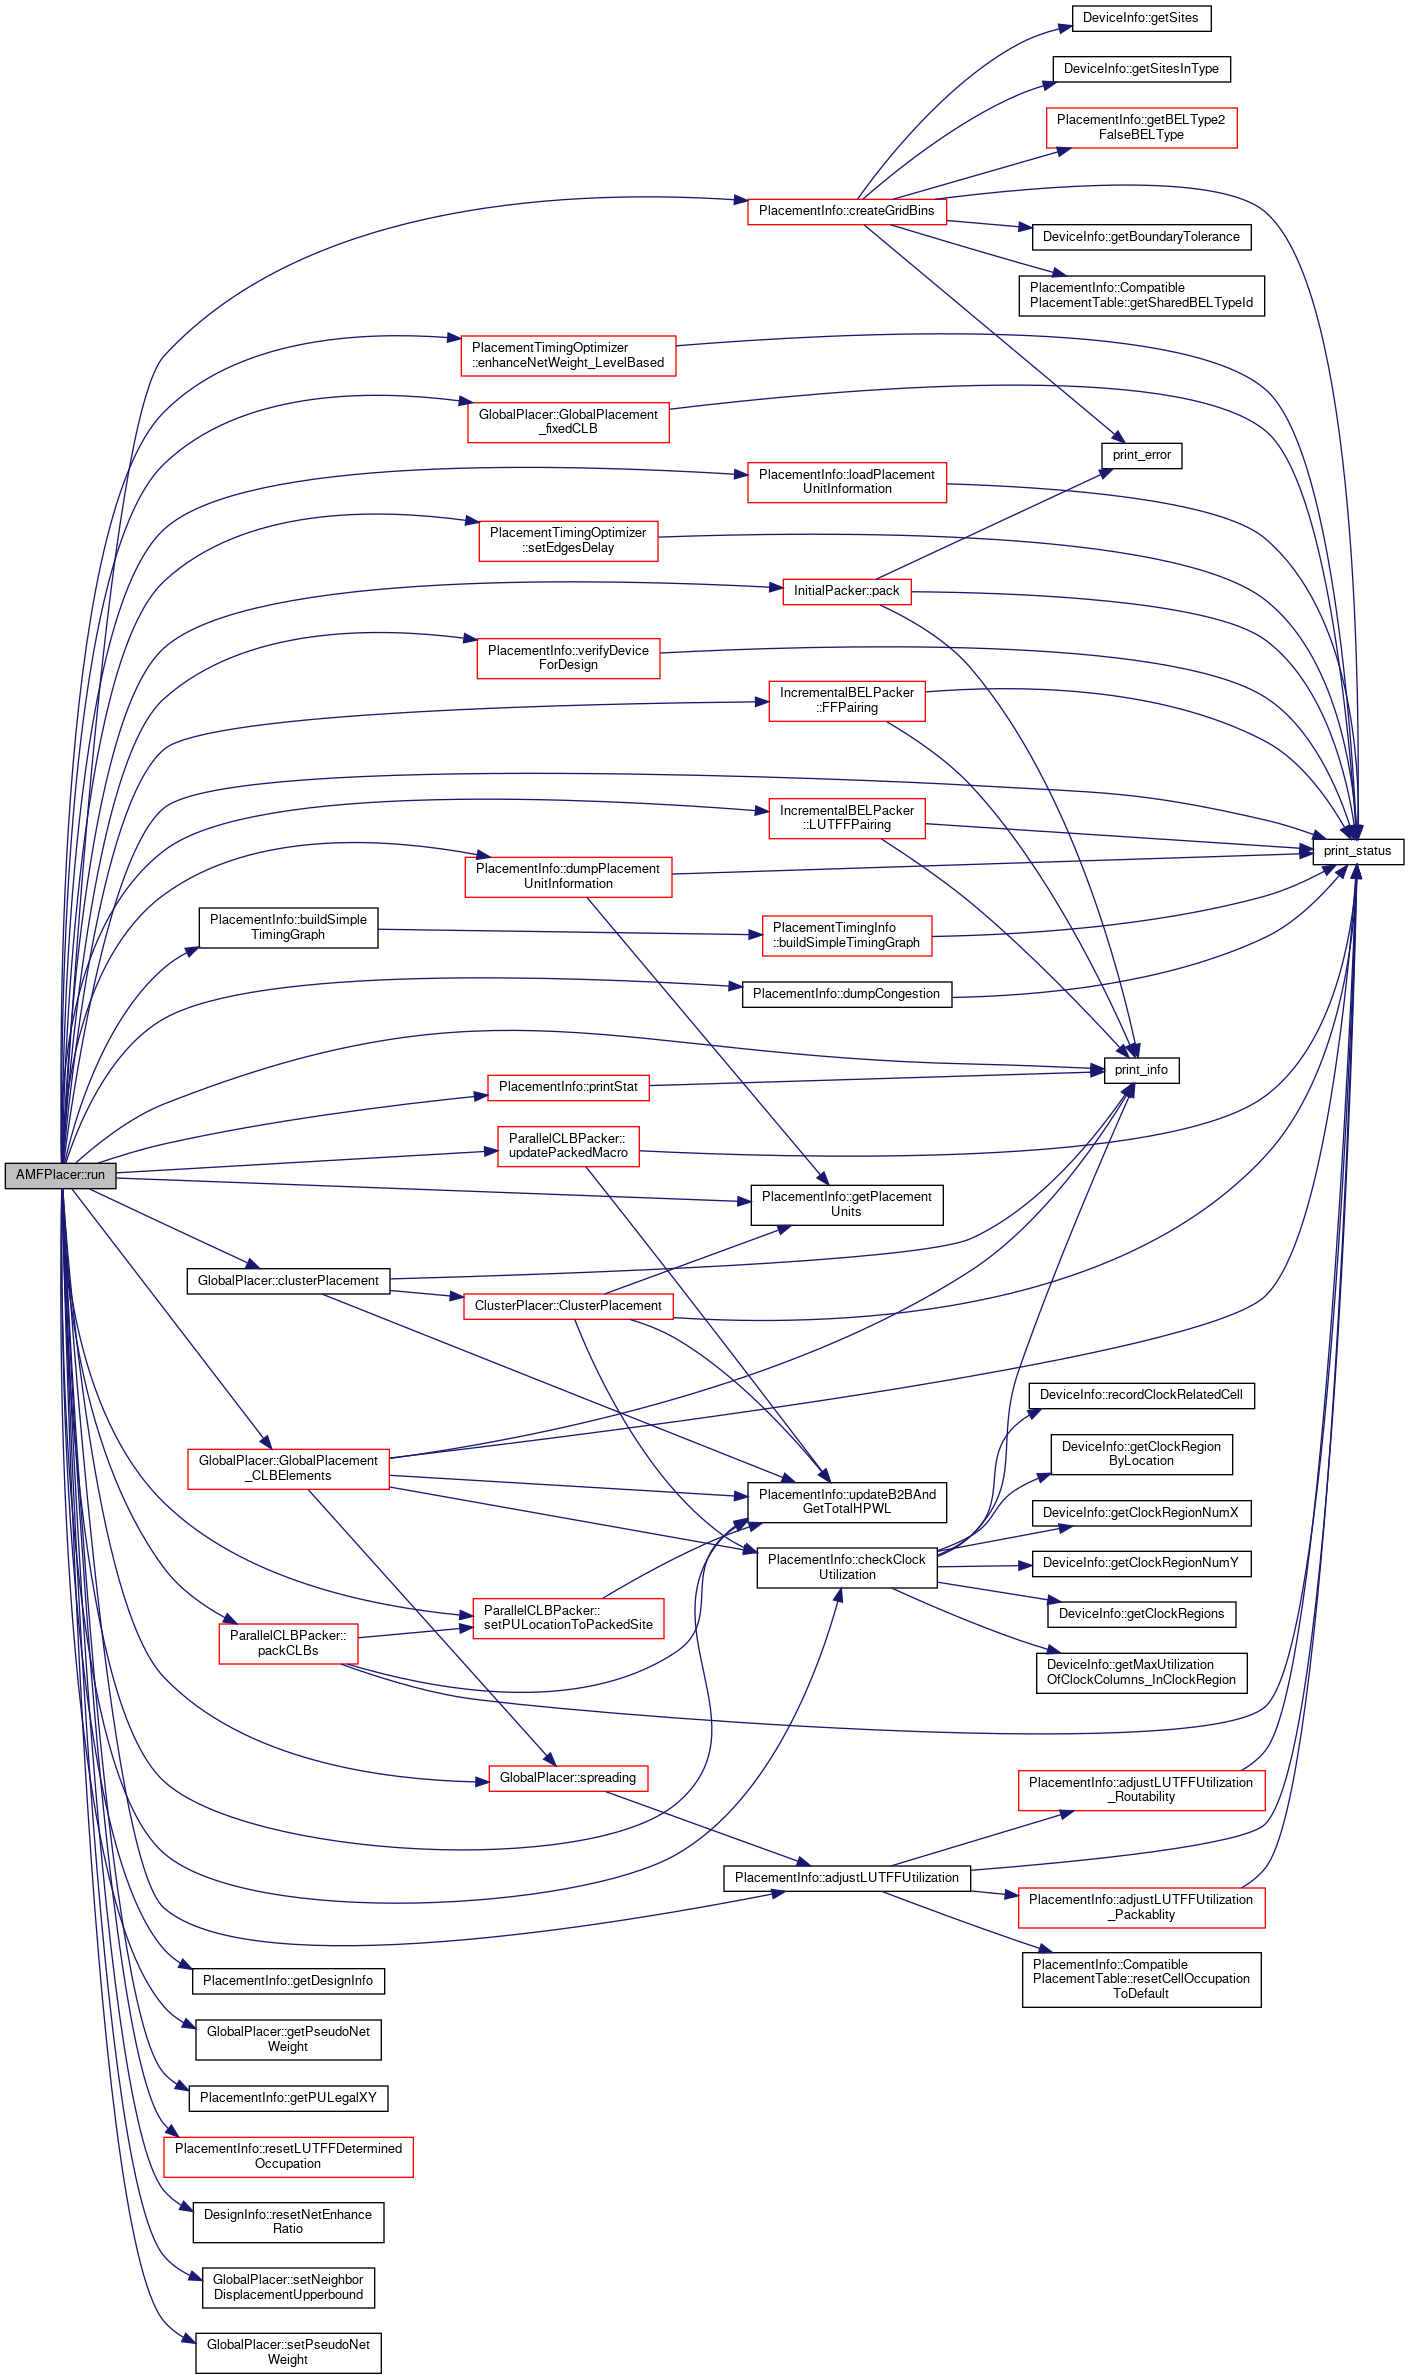 DeviceInfo::getSites
DeviceInfo::getSitesInType
PlacementInfo::getBELType2
FalseBELType
PlacementInfo::createGridBins
DeviceInfo::getBoundaryTolerance
PlacementInfo::Compatible
PlacementTable::getSharedBELTypeId
PlacementTimingOptimizer
::enhanceNetWeight_LevelBased
GlobalPlacer::GlobalPlacement
_fixedCLB
print_error
PlacementInfo::loadPlacement
UnitInformation
PlacementTimingOptimizer
::setEdgesDelay
InitialPacker::pack
PlacementInfo::verifyDevice
ForDesign
IncrementalBELPacker
::FFPairing
IncrementalBELPacker
::LUTFFPairing
print_status
PlacementInfo::dumpPlacement
UnitInformation
PlacementInfo::buildSimple
TimingGraph
PlacementTimingInfo
::buildSimpleTimingGraph
PlacementInfo::dumpCongestion
print_info
PlacementInfo::printStat
ParallelCLBPacker::
updatePackedMacro
AMFPlacer::run
PlacementInfo::getPlacement
Units
GlobalPlacer::clusterPlacement
ClusterPlacer::ClusterPlacement
DeviceInfo::recordClockRelatedCell
DeviceInfo::getClockRegion
ByLocation
GlobalPlacer::GlobalPlacement
_CLBElements
PlacementInfo::updateB2BAnd
GetTotalHPWL
DeviceInfo::getClockRegionNumX
PlacementInfo::checkClock
Utilization
DeviceInfo::getClockRegionNumY
DeviceInfo::getClockRegions
ParallelCLBPacker::
setPULocationToPackedSite
ParallelCLBPacker::
packCLBs
DeviceInfo::getMaxUtilization
OfClockColumns_InClockRegion
GlobalPlacer::spreading
PlacementInfo::adjustLUTFFUtilization
_Routability
PlacementInfo::adjustLUTFFUtilization
PlacementInfo::adjustLUTFFUtilization
_Packablity
PlacementInfo::Compatible
PlacementTable::resetCellOccupation
ToDefault
PlacementInfo::getDesignInfo
GlobalPlacer::getPseudoNet
Weight
PlacementInfo::getPULegalXY
PlacementInfo::resetLUTFFDetermined
Occupation
DesignInfo::resetNetEnhance
Ratio
GlobalPlacer::setNeighbor
DisplacementUpperbound
GlobalPlacer::setPseudoNet
Weight